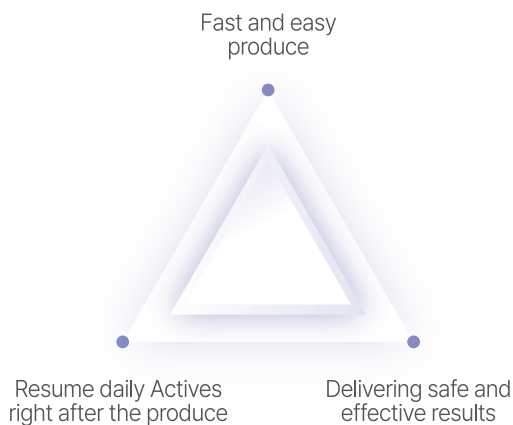 Fast and easy
produce
Resume daily Actives
right after the produce
Delivering safe and
effective results